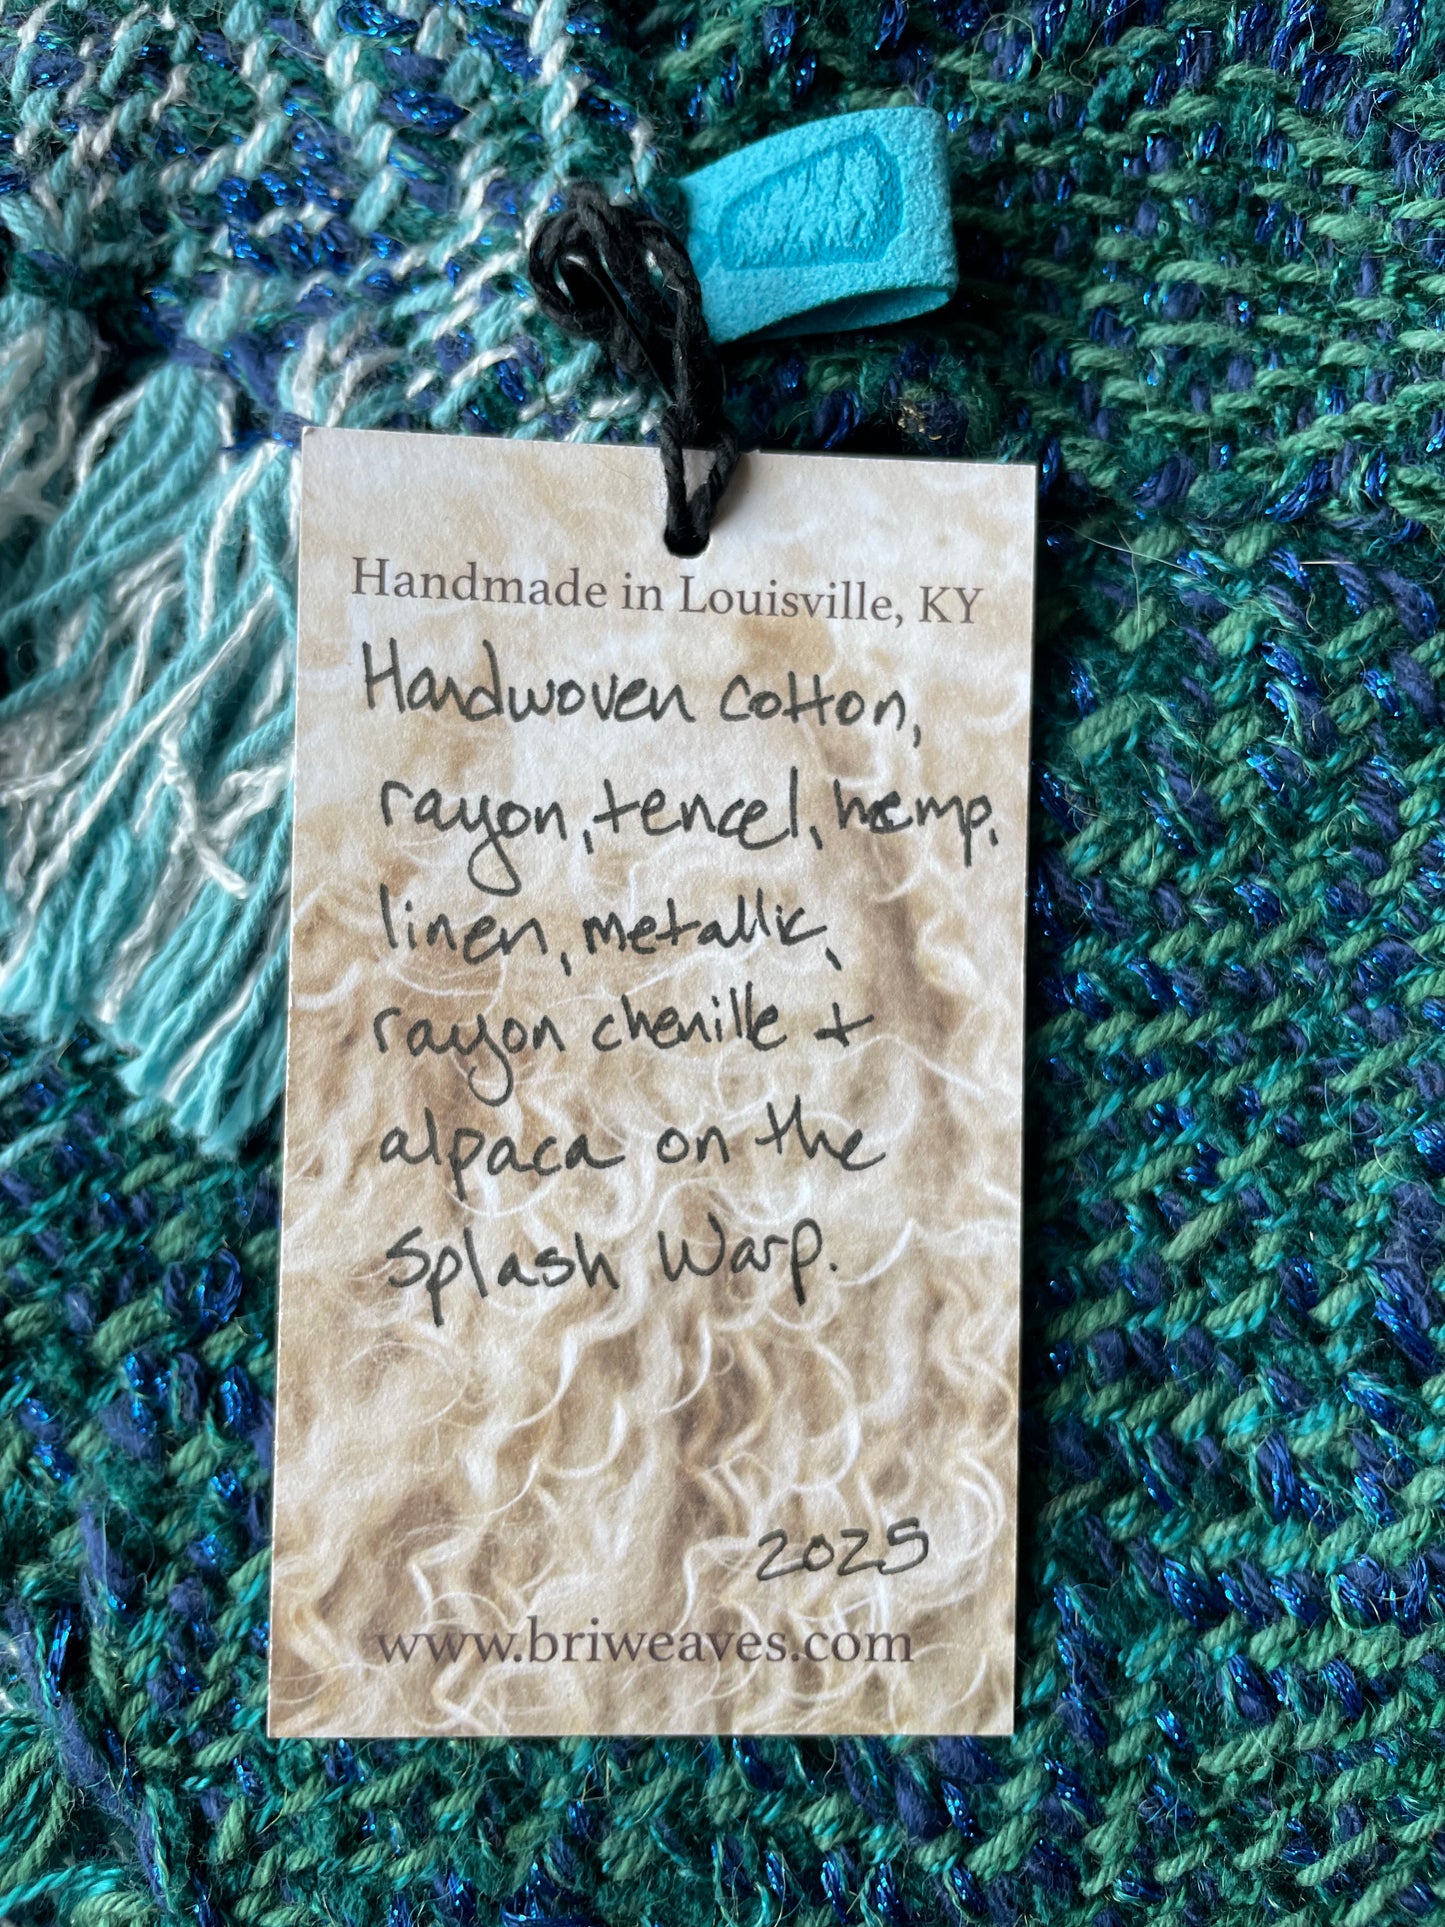 Handmade in Louisville, KY
Handwoven cotton,
rayon, tencel, hemp,
linen, metallic,
rayon chenille +
alpaca on the
Splash Warp.
2025
www.briweaves.com